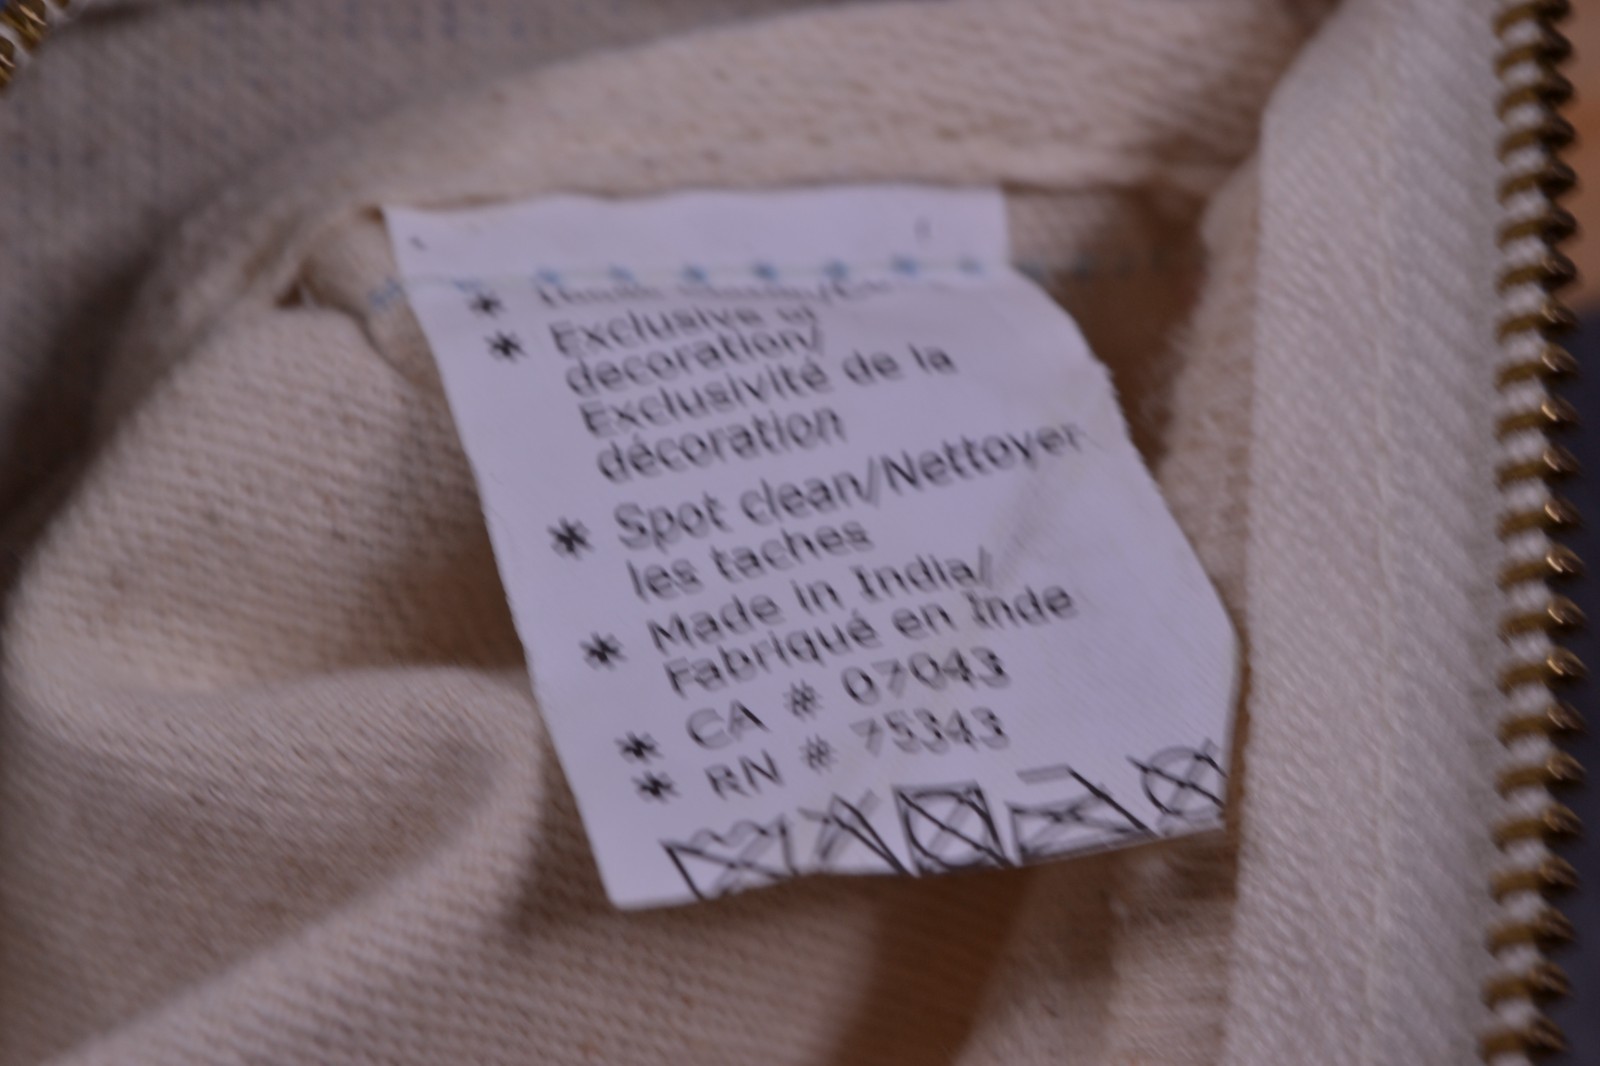 * Exclusive of
decoration/
Exclusivité de la
décoration
* Spot clean/Nettoyer
les taches
* Made in India/
Fabriqué en Inde
* CA # 07043
* RN # 75343